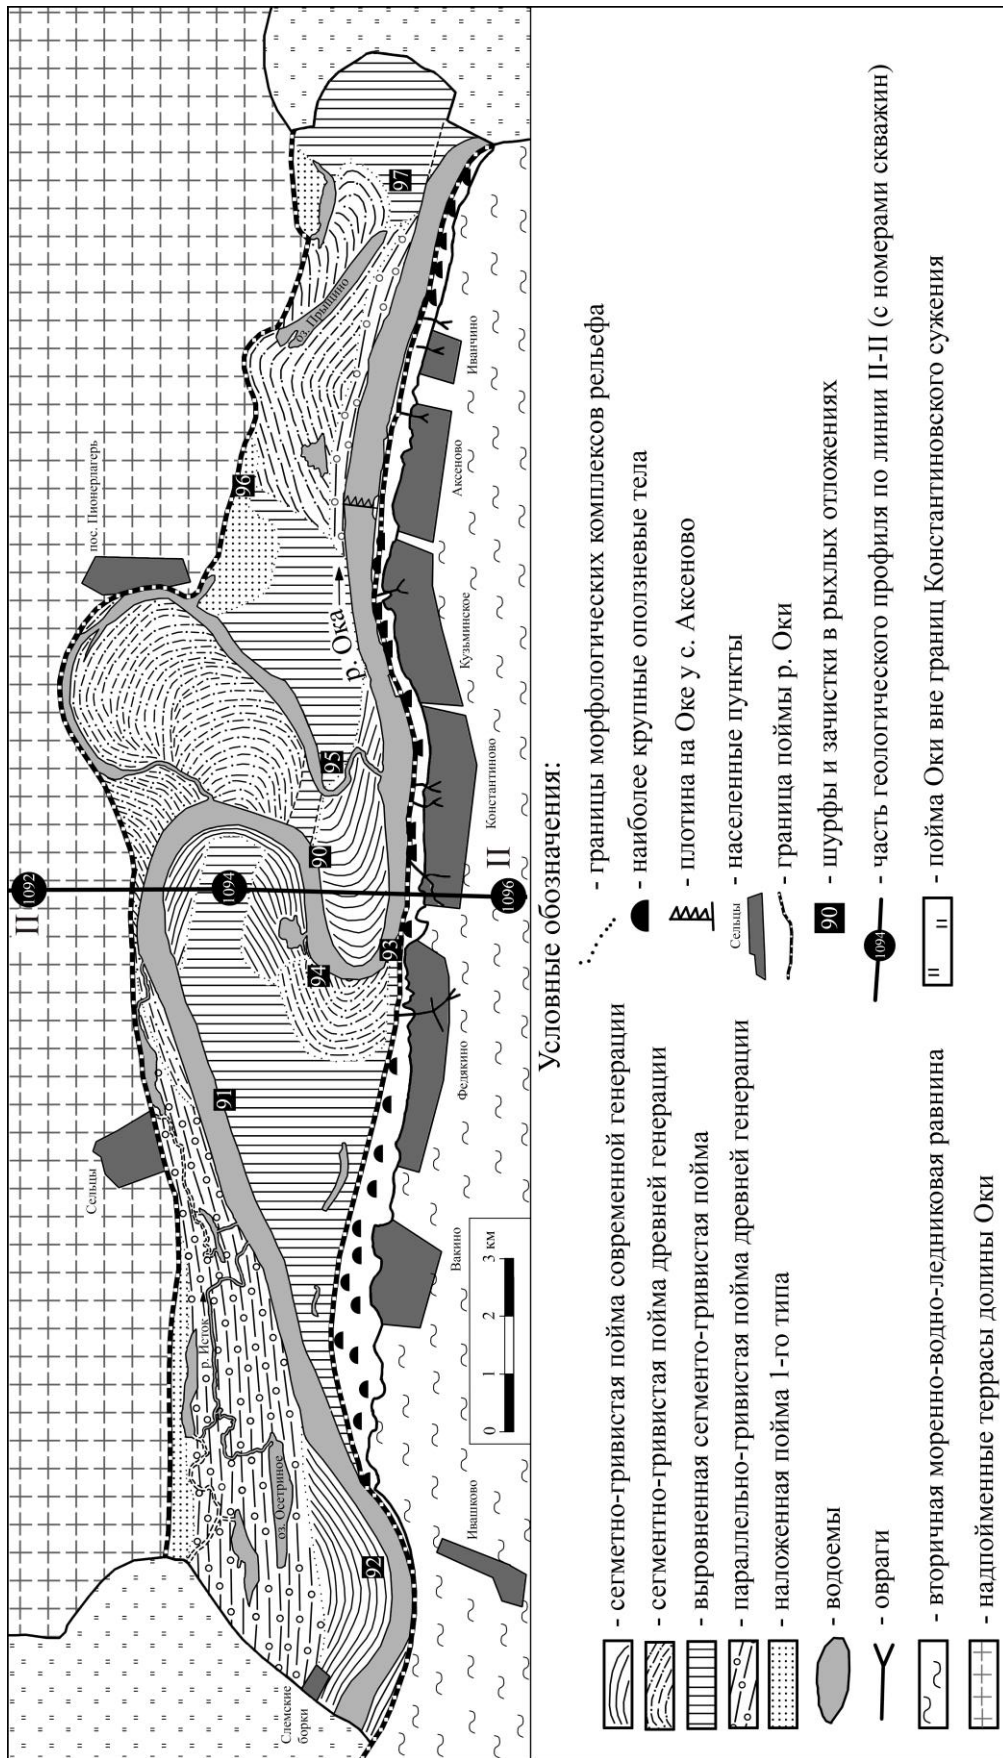 II
1092
1094
1096
II
пос. Пионерлагерь
Сельцы
р. Исток
оз. Осетриное
Слемские
борки
92
91
94
93
90
95
96
97
р. Ока
оз. Прыщино
Ивашково
Вакино
Федякино
Константиново
Кузьминское
Аксеново
Иванчино
0 1 2 3 км
Условные обозначения:
- сегметно-гривистая пойма современной генерации
- сегментно-гривистая пойма древней генерации
- выровненная сегменто-гривистая пойма
- параллельно-гривистая пойма древней генерации
- наложенная пойма 1-го типа
- водоемы
- овраги
- вторичная моренно-водно-ледниковая равнина
- надпойменные террасы долины Оки
- границы морфологических комплексов рельефа
- наиболее крупные оползневые тела
- плотина на Оке у с. Аксеново
Сельцы
- населенные пункты
- граница поймы р. Оки
90
- шурфы и зачистки в рыхлых отложениях
1094
- часть геологического профиля по линии II-II (с номерами скважин)
- пойма Оки вне границ Константиновского сужения